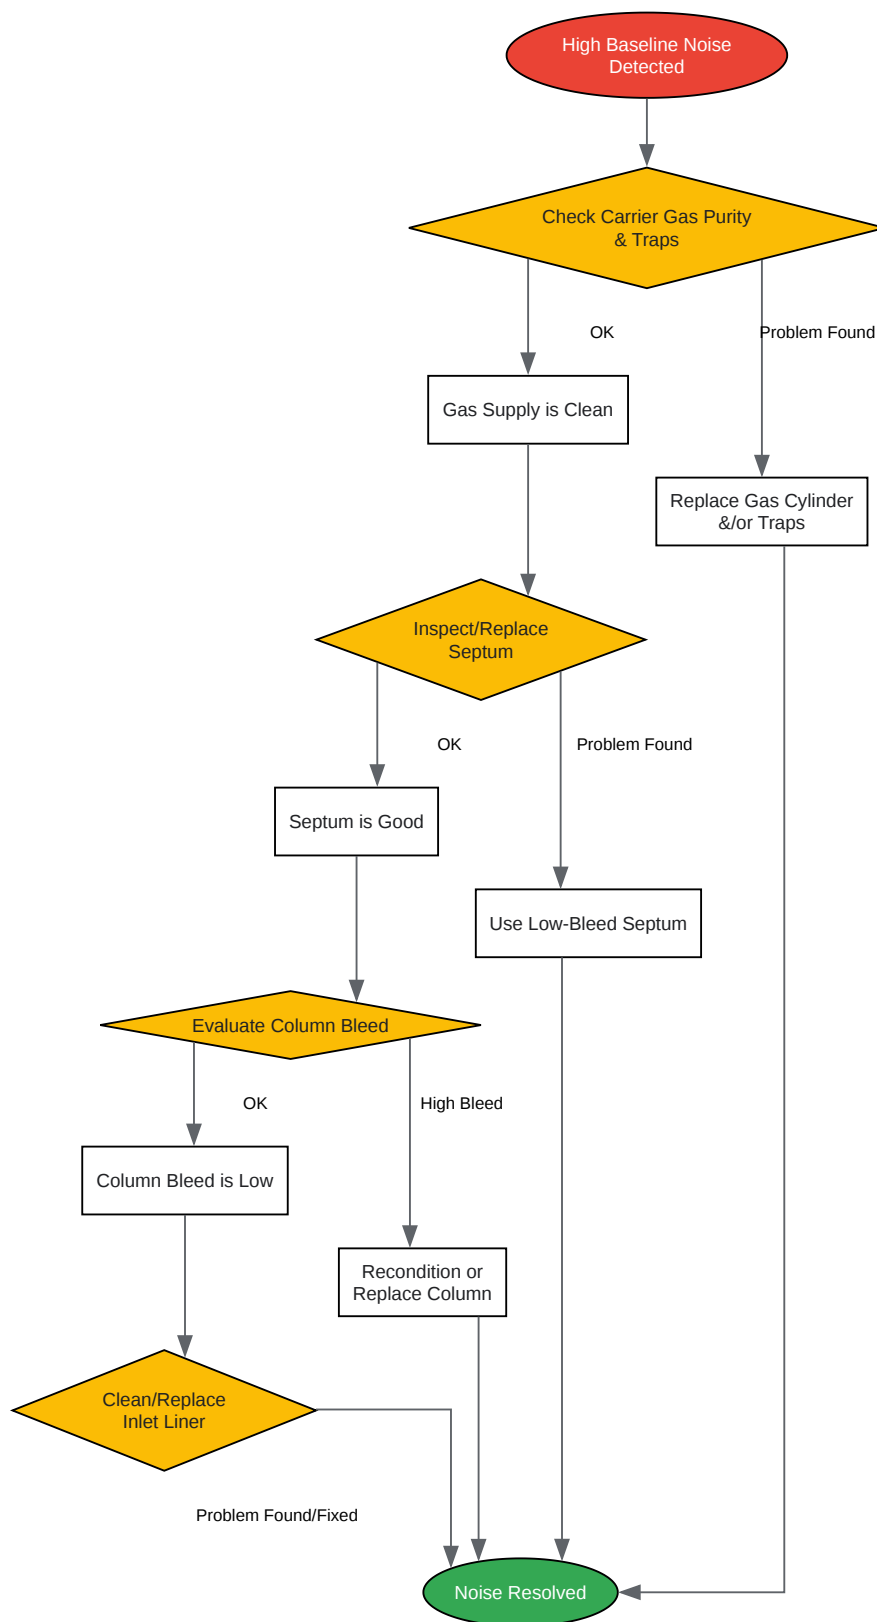 High Baseline Noise
Detected
Check Carrier Gas Purity
& Traps
OK
Problem Found
Gas Supply is Clean
Replace Gas Cylinder
&/or Traps
Inspect/Replace
Septum
OK
Problem Found
Septum is Good
Use Low-Bleed Septum
Evaluate Column Bleed
OK
High Bleed
Column Bleed is Low
Recondition or
Replace Column
Clean/Replace
Inlet Liner
Problem Found/Fixed
Noise Resolved